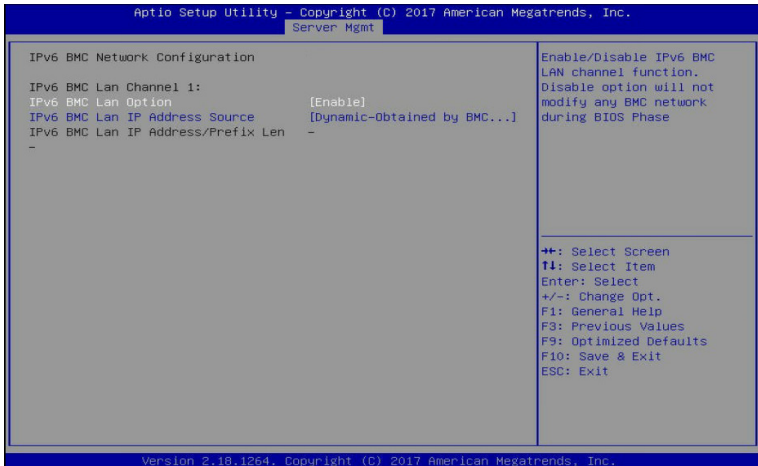 Aptio Setup Utility – Copyright (C) 2017 American Megatrends, Inc.
Server Mgmt
IPv6 BMC Network Configuration
IPv6 BMC Lan Channel 1:
IPv6 BMC Lan Option [Enable]
IPv6 BMC Lan IP Address Source [Dynamic-Obtained by BMC...]
IPv6 BMC Lan IP Address/Prefix Len –
–
Enable/Disable IPv6 BMC
LAN channel function.
Disable option will not
modify any BMC network
during BIOS Phase
→←: Select Screen
↑↓: Select Item
Enter: Select
+/-: Change Opt.
F1: General Help
F3: Previous Values
F9: Optimized Defaults
F10: Save & Exit
ESC: Exit
Version 2.18.1264. Copyright (C) 2017 American Megatrends, Inc.